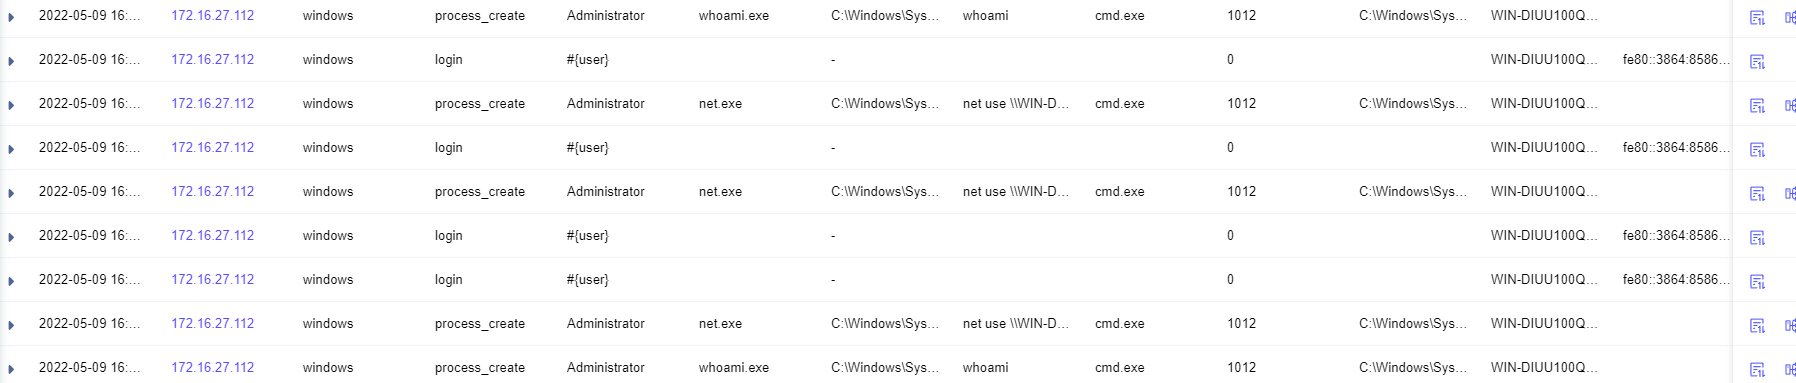 2022-05-09 16:... 172.16.27.112 windows process_create Administrator whoami.exe C:\Windows\Sys... whoami cmd.exe 1012 C:\Windows\Sys... WIN-DIUU100Q...
2022-05-09 16:... 172.16.27.112 windows login #{user} - 0 WIN-DIUU100Q... fe80::3864:8586...
2022-05-09 16:... 172.16.27.112 windows process_create Administrator net.exe C:\Windows\Sys... net use \\WIN-D... cmd.exe 1012 C:\Windows\Sys... WIN-DIUU100Q...
2022-05-09 16:... 172.16.27.112 windows login #{user} - 0 WIN-DIUU100Q... fe80::3864:8586...
2022-05-09 16:... 172.16.27.112 windows process_create Administrator net.exe C:\Windows\Sys... net use \\WIN-D... cmd.exe 1012 C:\Windows\Sys... WIN-DIUU100Q...
2022-05-09 16:... 172.16.27.112 windows login #{user} - 0 WIN-DIUU100Q... fe80::3864:8586...
2022-05-09 16:... 172.16.27.112 windows login #{user} - 0 WIN-DIUU100Q... fe80::3864:8586...
2022-05-09 16:... 172.16.27.112 windows process_create Administrator net.exe C:\Windows\Sys... net use \\WIN-D... cmd.exe 1012 C:\Windows\Sys... WIN-DIUU100Q...
2022-05-09 16:... 172.16.27.112 windows process_create Administrator whoami.exe C:\Windows\Sys... whoami cmd.exe 1012 C:\Windows\Sys... WIN-DIUU100Q...